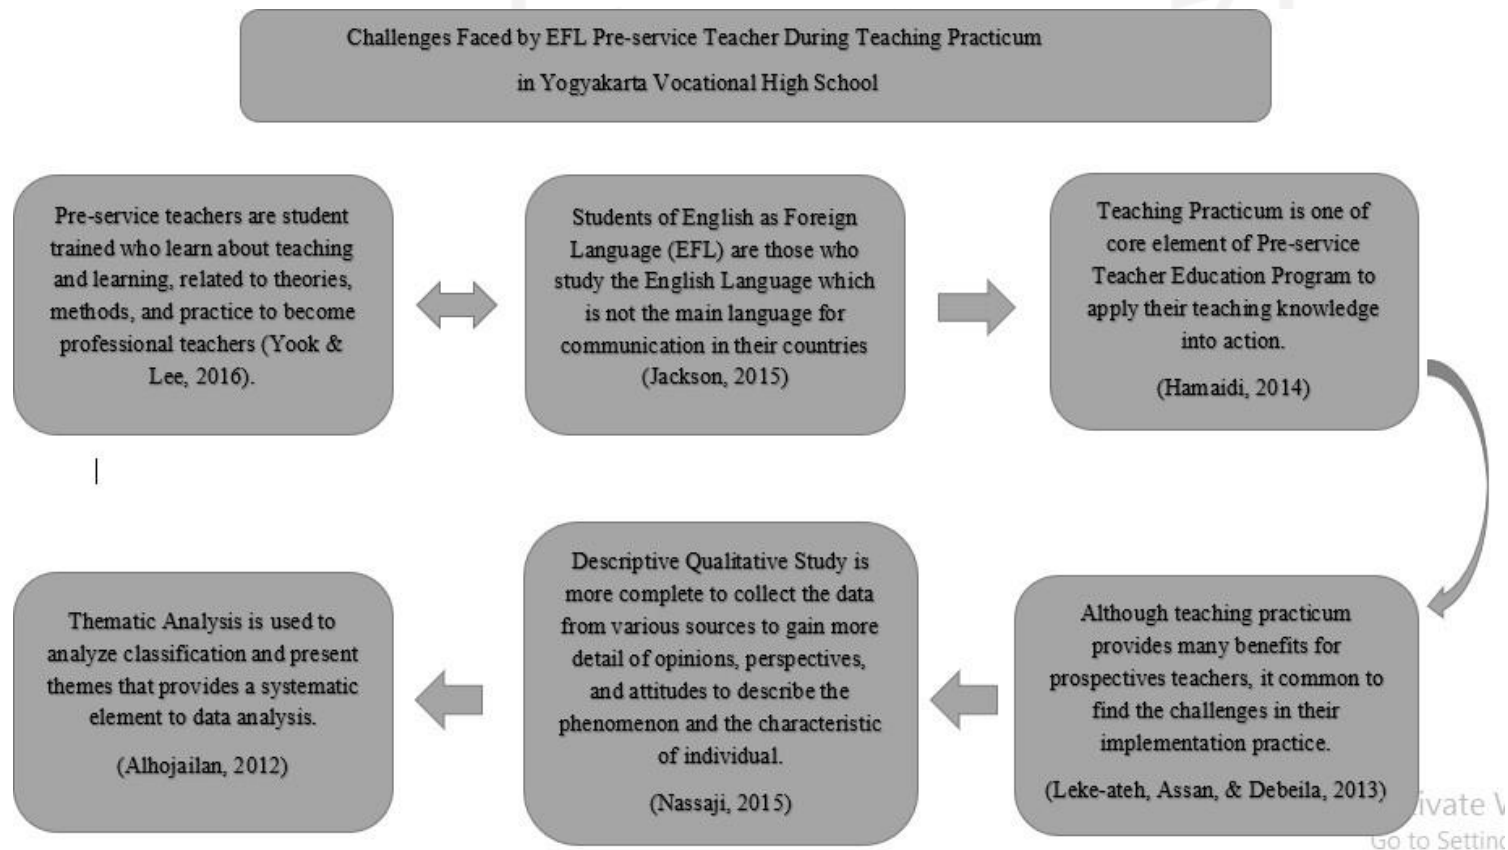 Challenges Faced by EFL Pre-service Teacher During Teaching Practicum
in Yogyakarta Vocational High School
Pre-service teachers are student
trained who learn about teaching
and learning, related to theories,
methods, and practice to become
professional teachers (Yook &
Lee, 2016).
Students of English as Foreign
Language (EFL) are those who
study the English Language which
is not the main language for
communication in their countries
(Jackson, 2015)
Teaching Practicum is one of
core element of Pre-service
Teacher Education Program to
apply their teaching knowledge
into action.
(Hamaidi, 2014)
Although teaching practicum
provides many benefits for
prospectives teachers, it common to
find the challenges in their
implementation practice.
(Leke-ateh, Assan, & Debeila, 2013)
Descriptive Qualitative Study is
more complete to collect the data
from various sources to gain more
detail of opinions, perspectives,
and attitudes to describe the
phenomenon and the characteristic
of individual.
(Nassaji, 2015)
Thematic Analysis is used to
analyze classification and present
themes that provides a systematic
element to data analysis.
(Alhojailan, 2012)
ivate W
Go to Setting